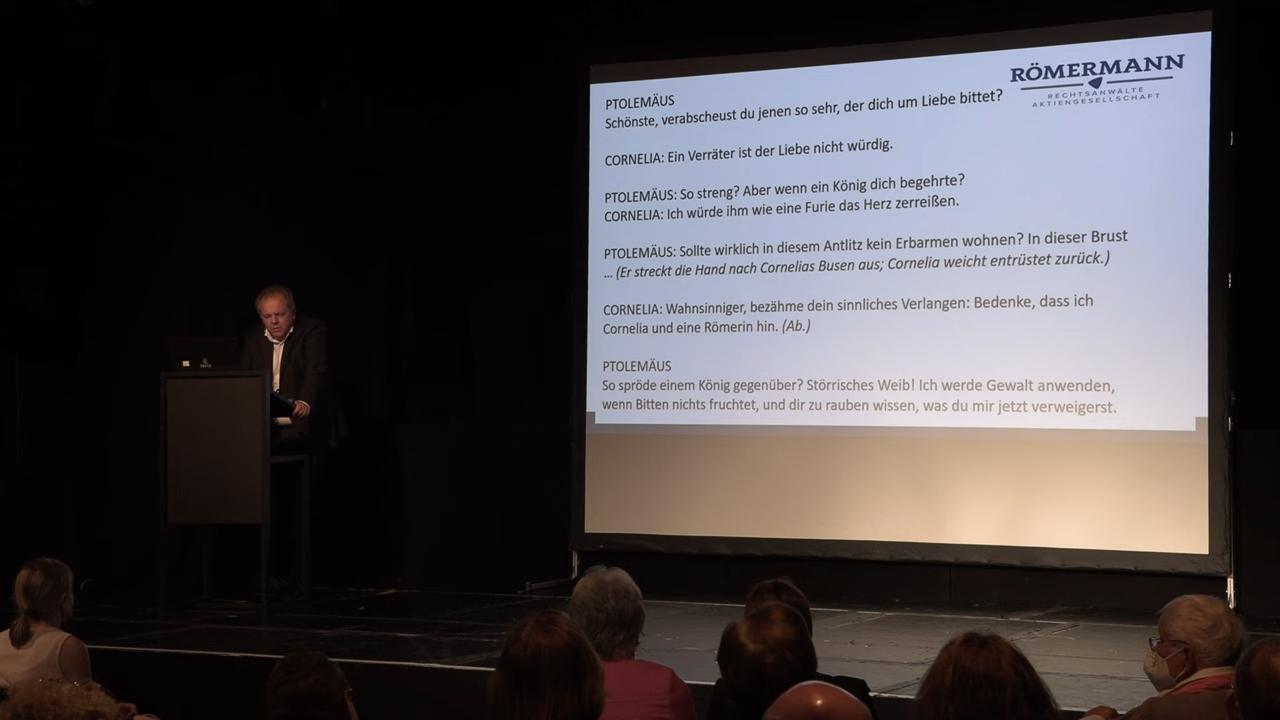 RÖMERMANN
RECHTSANWÄLTE
AKTIENGESELLSCHAFT
PTOLEMÄUS
Schönste, verabscheust du jenen so sehr, der dich um Liebe bittet?
CORNELIA: Ein Verräter ist der Liebe nicht würdig.
PTOLEMÄUS: So streng? Aber wenn ein König dich begehrte?
CORNELIA: Ich würde ihm wie eine Furie das Herz zerreißen.
PTOLEMÄUS: Sollte wirklich in diesem Antlitz kein Erbarmen wohnen? In dieser Brust
... (Er streckt die Hand nach Cornelias Busen aus; Cornelia weicht entrüstet zurück.)
CORNELIA: Wahnsinniger, bezähme dein sinnliches Verlangen: Bedenke, dass ich
Cornelia und eine Römerin hin. (Ab.)
PTOLEMÄUS
So spröde einem König gegenüber? Störrisches Weib! Ich werde Gewalt anwenden,
wenn Bitten nichts fruchtet, und dir zu rauben wissen, was du mir jetzt verweigerst.